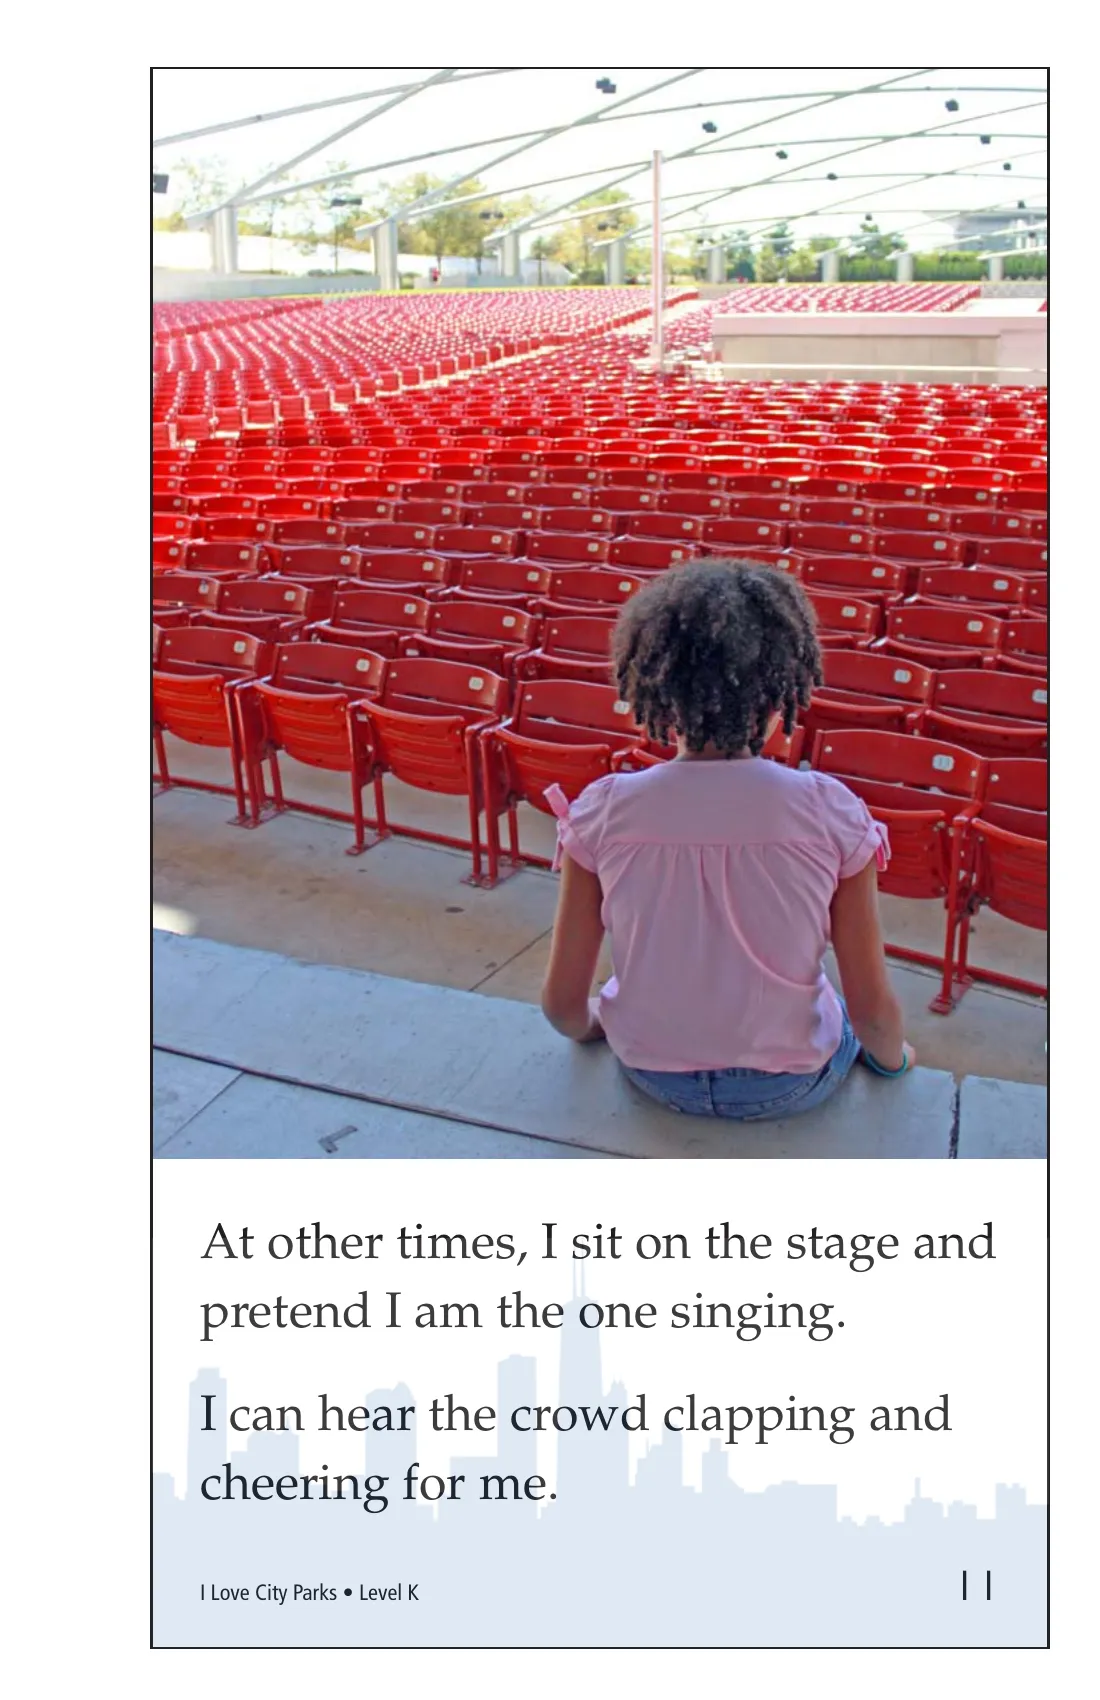 At other times, I sit on the stage and
pretend I am the one singing.
I can hear the crowd clapping and
cheering for me.
I Love City Parks • Level K
11